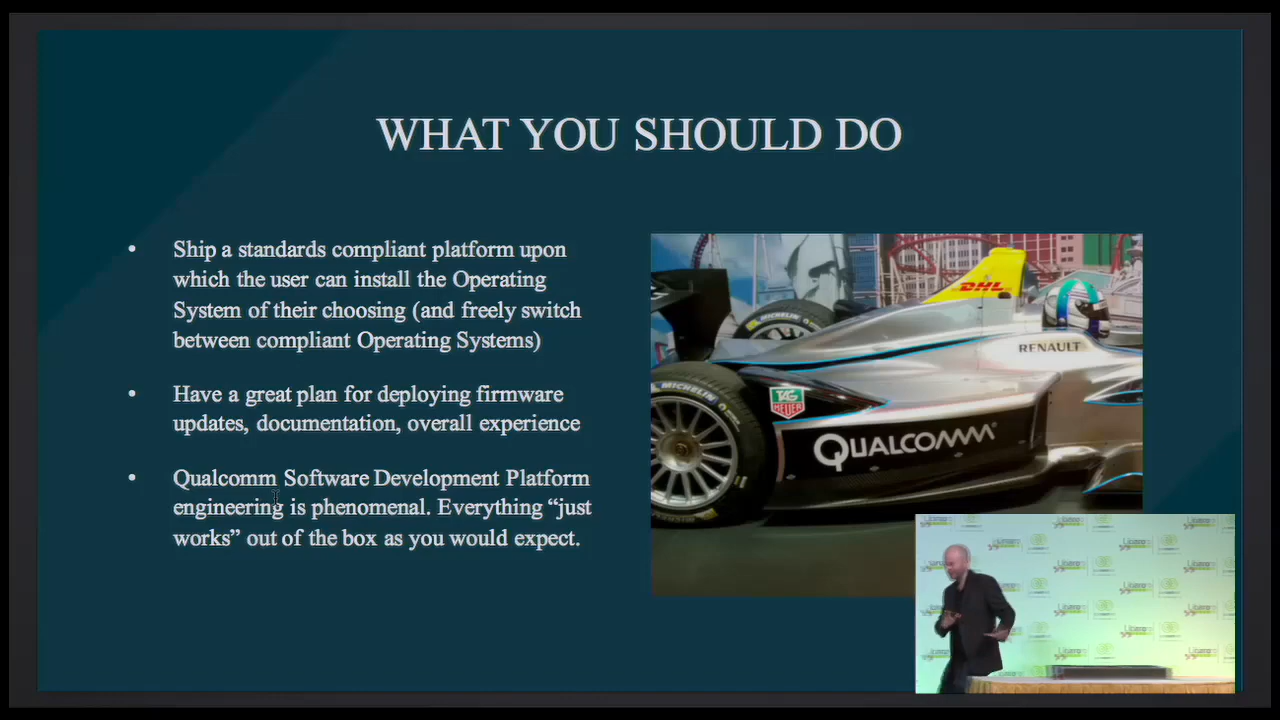 WHAT YOU SHOULD DO
• Ship a standards compliant platform upon
which the user can install the Operating
System of their choosing (and freely switch
between compliant Operating Systems)
• Have a great plan for deploying firmware
updates, documentation, overall experience
• Qualcomm Software Development Platform
engineering is phenomenal. Everything “just
works” out of the box as you would expect.
DHL
MICHELIN
RENAULT
MICHELIN
TAG
HEUER
QUALCOMM
Linaro